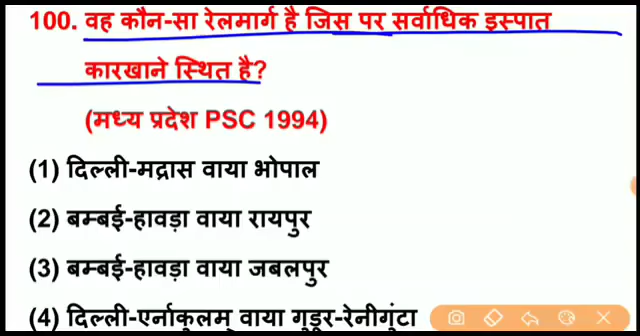 100. वह कौन-सा रेलमार्ग है जिस पर सर्वाधिक इस्पात
कारखाने स्थित है?
(मध्य प्रदेश PSC 1994)
(1) दिल्ली-मद्रास वाया भोपाल
(2) बम्बई-हावड़ा वाया रायपुर
(3) बम्बई-हावड़ा वाया जबलपुर
(4) दिल्ली-एर्नाकुलम् वाया गुडूर-रेनीगुंटा